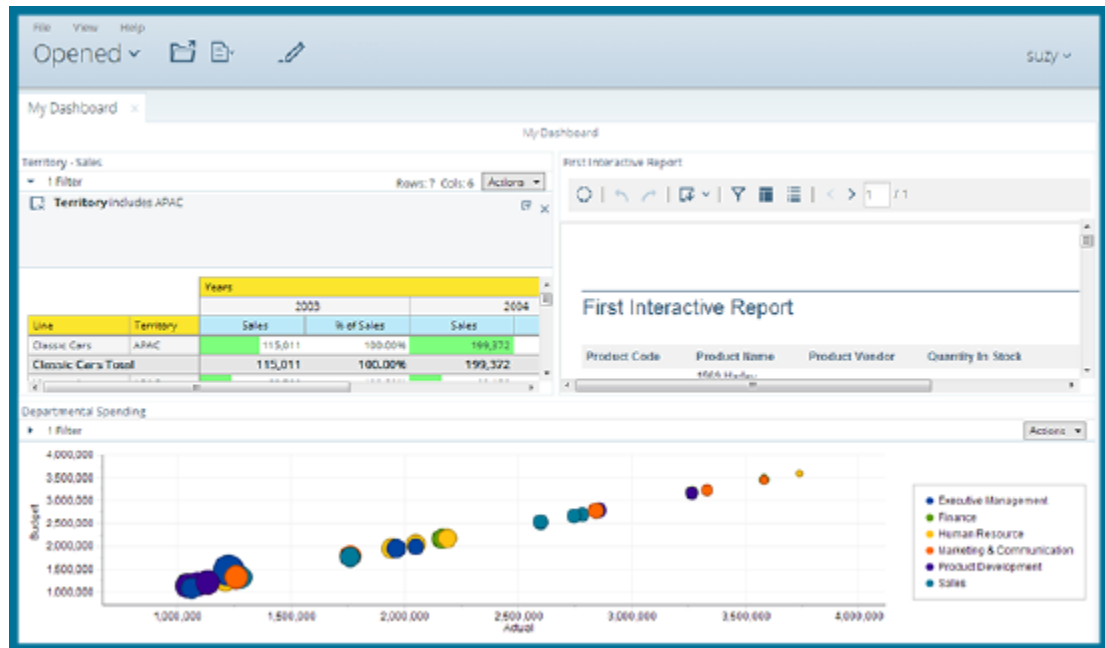 File View Help
Opened
suzy
My Dashboard ×
My Dashboard
Territory - Sales
1 Filter Rows: 7 Cols: 6 Actions
Territory includes APAC
Years
2003 2004
Line Territory Sales % of Sales Sales
Classic Cars APAC 115,011 100.00% 199,372
Classic Cars Total 115,011 100.00% 199,372
First Interactive Report
1 / 1
First Interactive Report
Product Code Product Name Product Vendor Quantity In Stock
Departmental Spending
1 Filter Actions
4,000,000
3,500,000
3,000,000
2,500,000
2,000,000
1,500,000
1,000,000
Budget
1,000,000 1,500,000 2,000,000 2,500,000 3,000,000 3,500,000 4,000,000
Actual
Executive Management
Finance
Human Resource
Marketing & Communication
Product Development
Sales